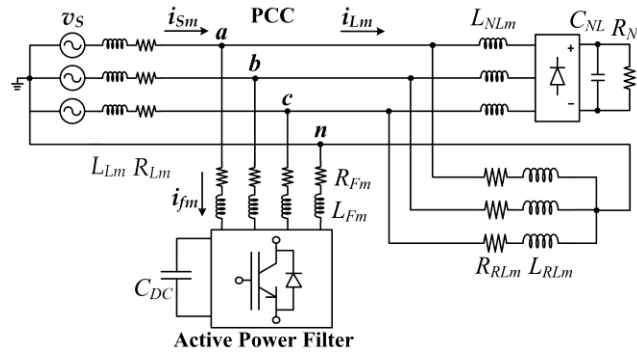 v_S
i_Sm
PCC
i_Lm
L_NLm
C_NL
R_N
a
b
c
n
+
−
L_Lm R_Lm
i_fm
R_Fm
L_Fm
C_DC
R_RLm
L_RLm
Active Power Filter